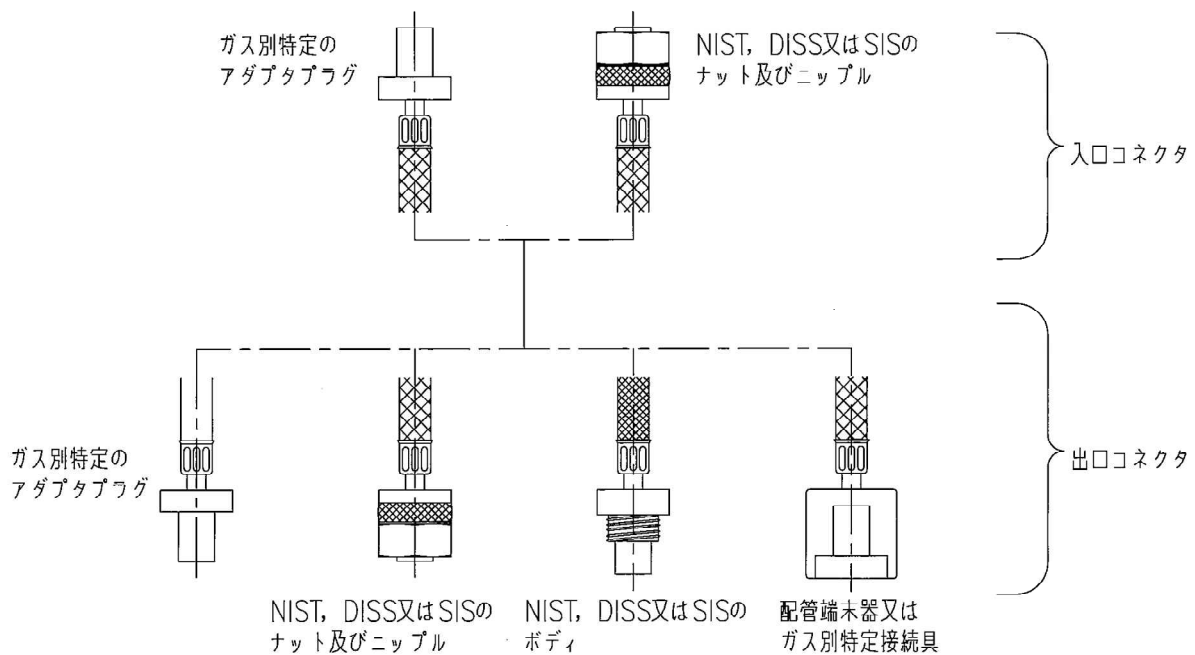 ガス別特定の
アダプタプラグ
NIST, DISS又はSISの
ナット及びニップル
入口コネクタ
ガス別特定の
アダプタプラグ
出口コネクタ
NIST, DISS又はSISの
ナット及びニップル
NIST, DISS又はSISの
ボディ
配管端末器又は
ガス別特定接続具